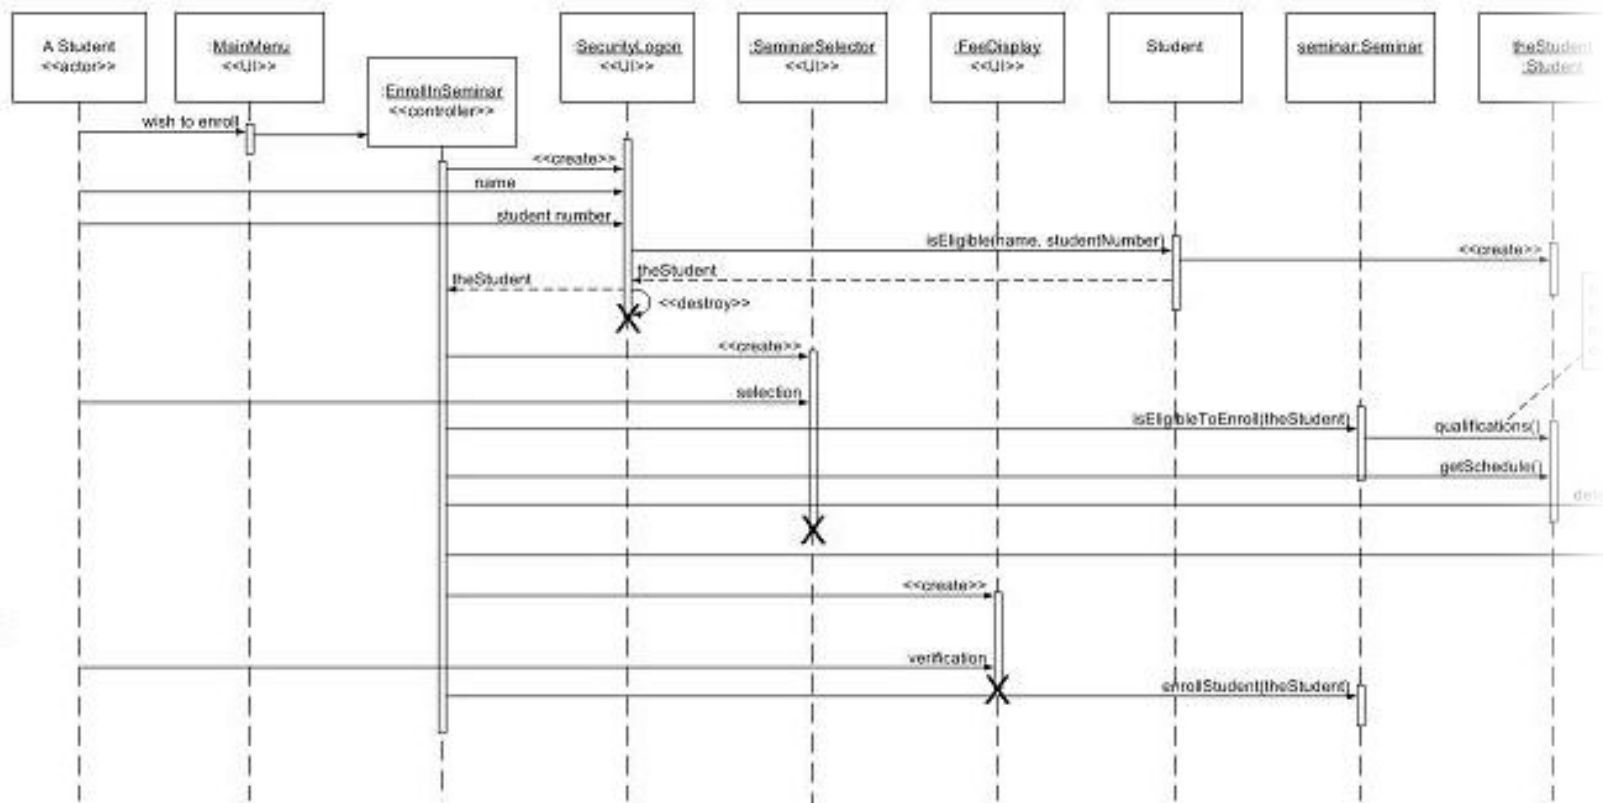 A Student
<<actor>>
:MainMenu
<<UI>>
:EnrollInSeminar
<<controller>>
:SecurityLogon
<<UI>>
:SeminarSelector
<<UI>>
:FeeDisplay
<<UI>>
Student
seminar:Seminar
theStudent
:Student
wish to enroll
<<create>>
name
student number
isEligible(name, studentNumber)
<<create>>
theStudent
theStudent
<<destroy>>
<<create>>
selection
isEligibleToEnroll(theStudent)
qualifications()
getSchedule()
<<create>>
verification
enrollStudent(theStudent)